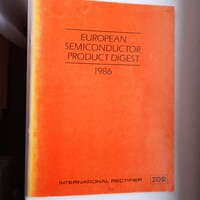 EUROPEAN
SEMICONDUCTOR
PRODUCT DIGEST
1986
INTERNATIONAL RECTIFIER
IOR